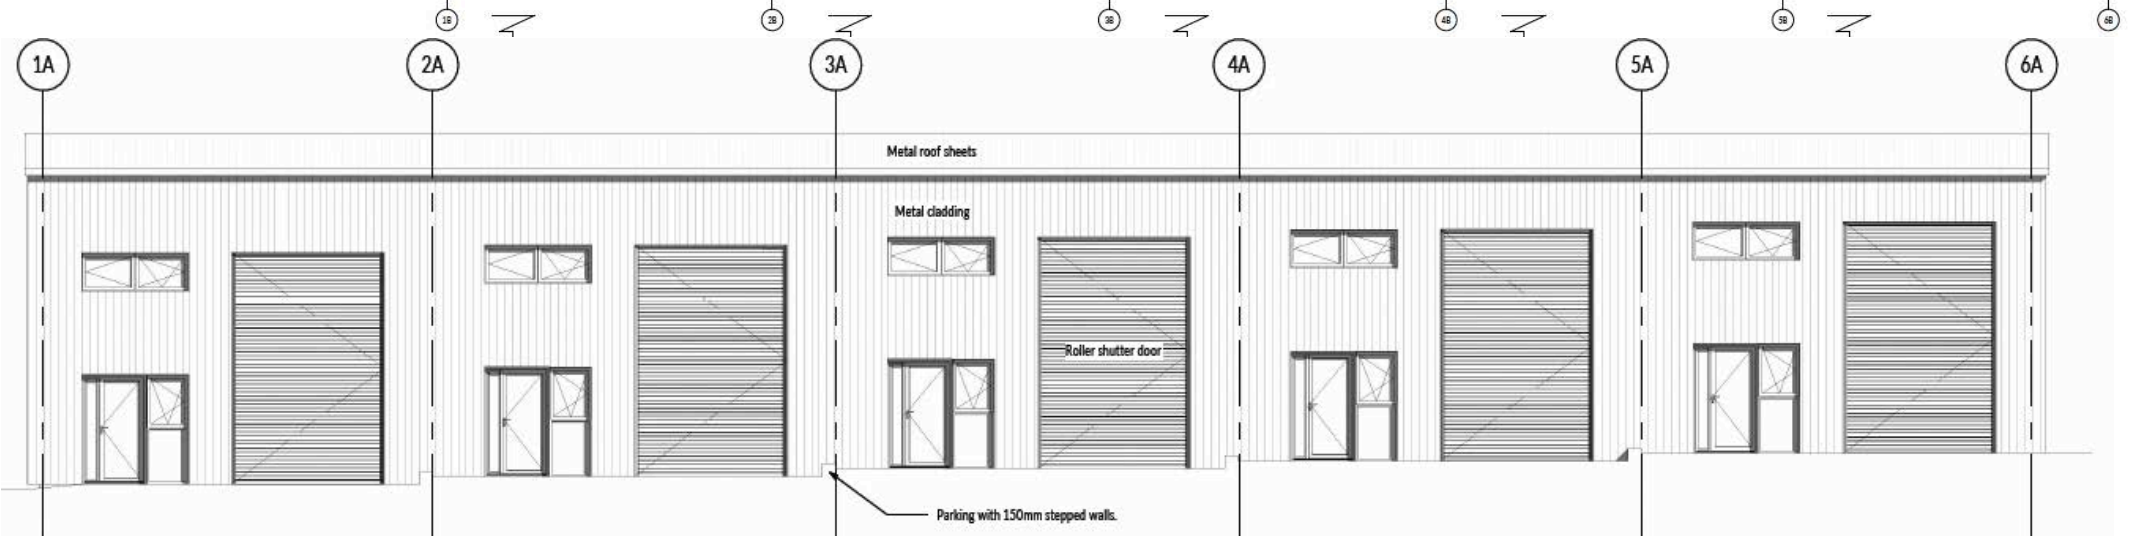 1B 2B 3B 4B 5B 6B
1A 2A 3A 4A 5A 6A
Metal roof sheets
Metal cladding
Roller shutter door
Parking with 150mm stepped walls.